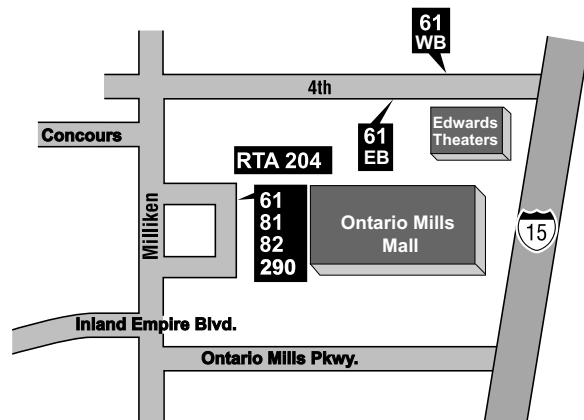 61
WB
4th
Edwards
Theaters
61
EB
Concours
RTA 204
61
81
82
290
Milliken
Ontario Mills
Mall
15
Inland Empire Blvd.
Ontario Mills Pkwy.